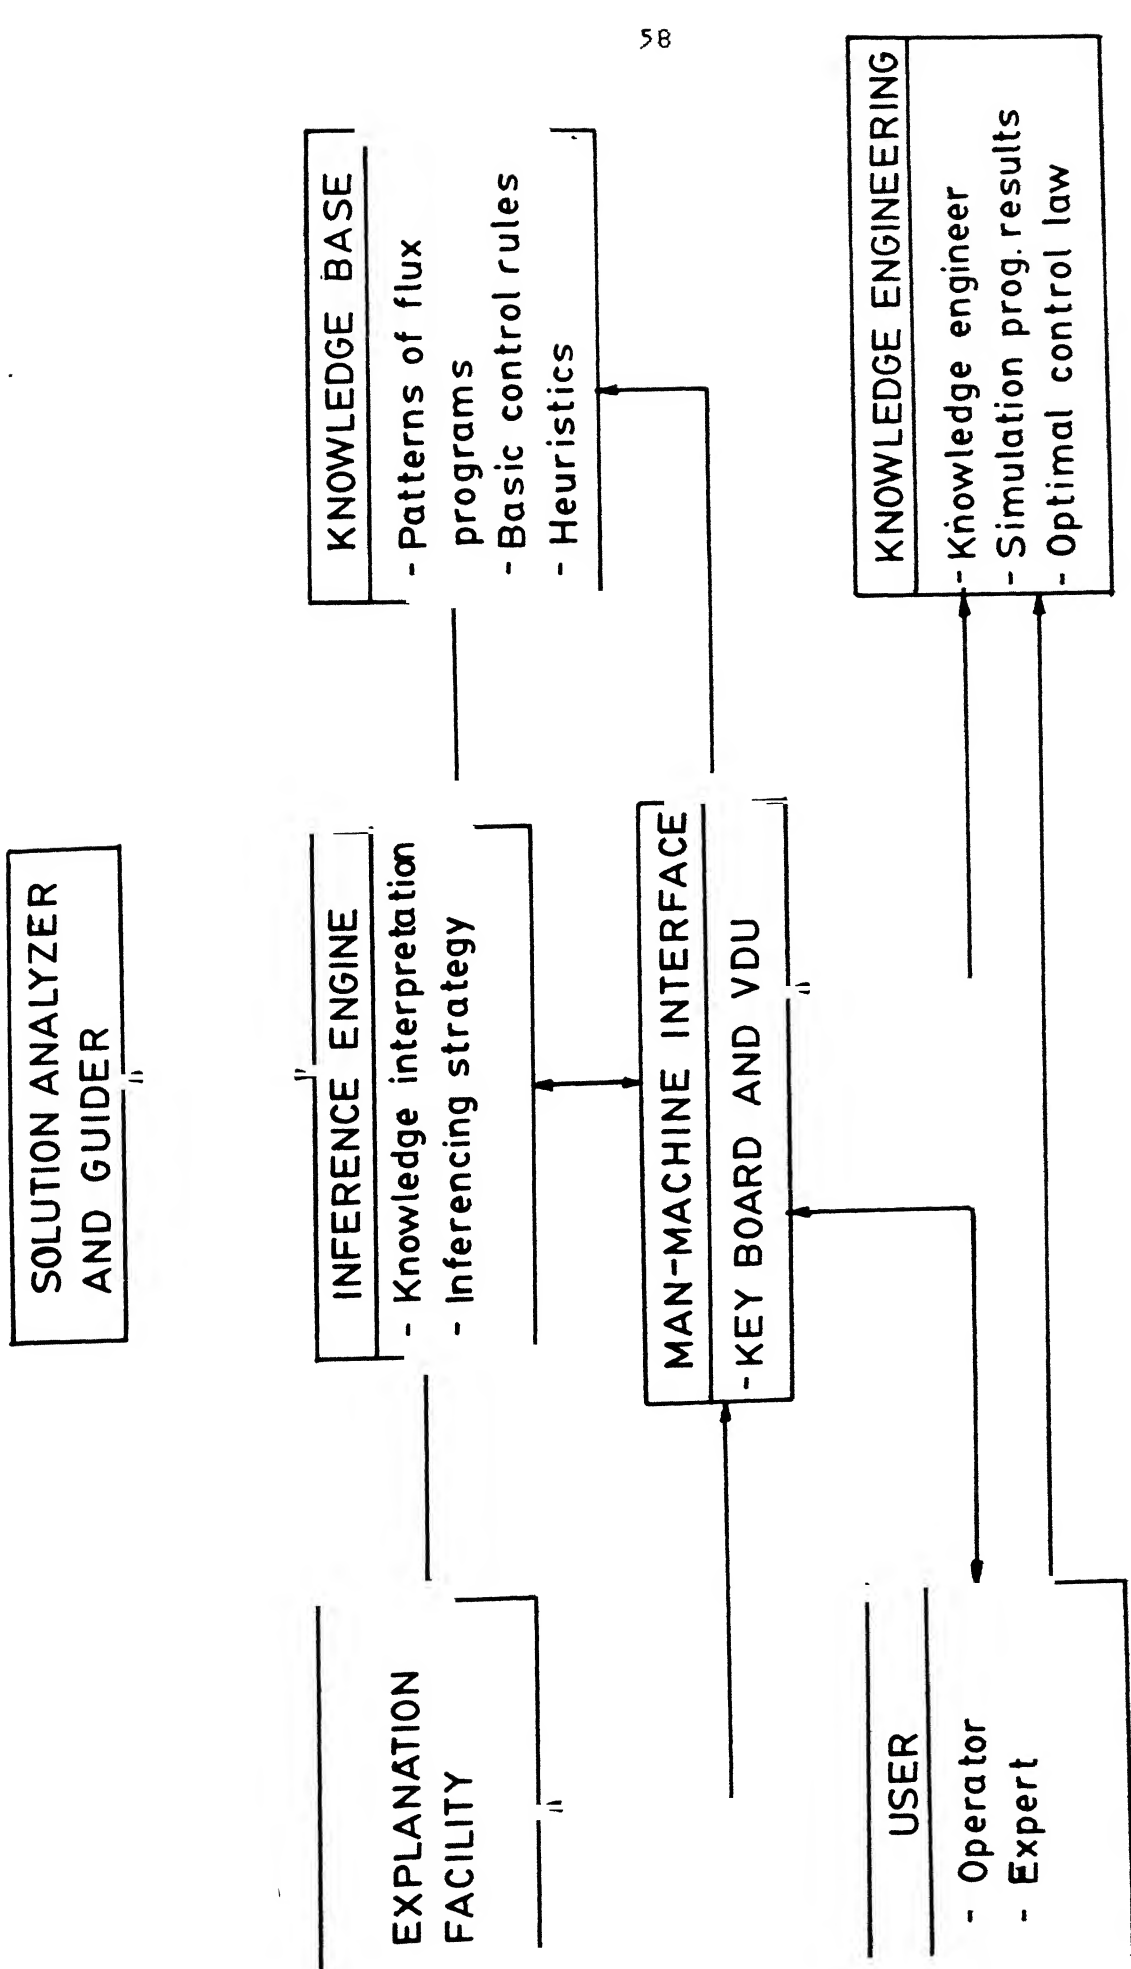 58
SOLUTION ANALYZER
AND GUIDER
EXPLANATION
FACILITY
INFERENCE ENGINE
- Knowledge interpretation
- Inferencing strategy
KNOWLEDGE BASE
- Patterns of flux
programs
- Basic control rules
- Heuristics
MAN-MACHINE INTERFACE
- KEY BOARD AND VDU
USER
- Operator
- Expert
KNOWLEDGE ENGINEERING
- Knowledge engineer
- Simulation prog. results
- Optimal control law